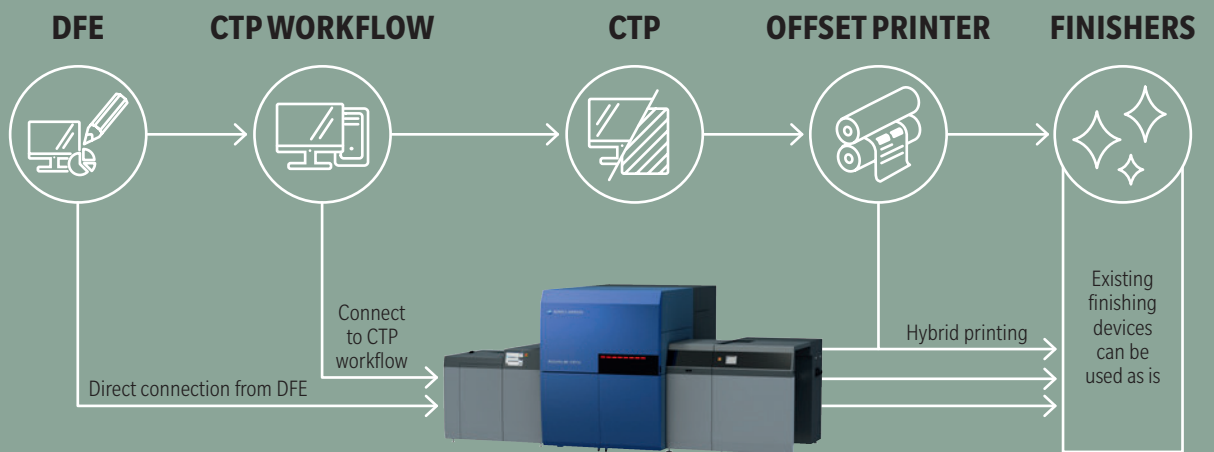 DFE
CTP WORKFLOW
CTP
OFFSET PRINTER
FINISHERS
Connect
to CTP
workflow
Direct connection from DFE
Hybrid printing
Existing
finishing
devices
can be
used as is